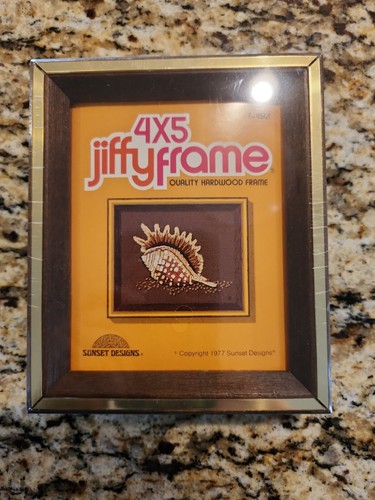 4X5
jiffyframe
QUALITY HARDWOOD FRAME
SUNSET DESIGNS
© Copyright 1977 Sunset Designs